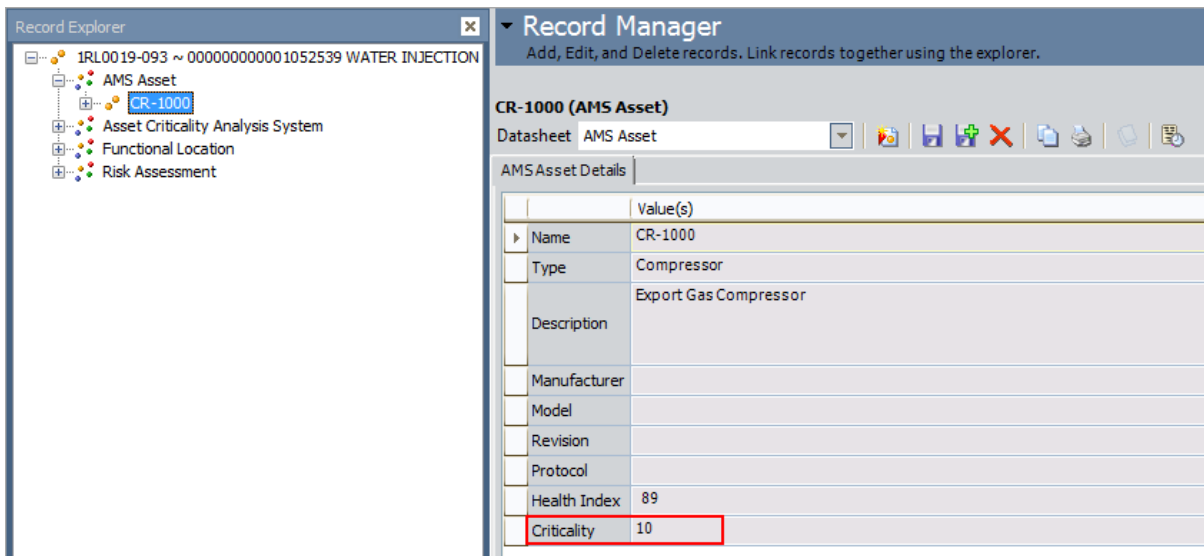 Record Explorer
1RL0019-093 ~ 000000000001052539 WATER INJECTION
AMS Asset
CR-1000
Asset Criticality Analysis System
Functional Location
Risk Assessment
Record Manager
Add, Edit, and Delete records. Link records together using the explorer.
CR-1000 (AMS Asset)
Datasheet AMS Asset
AMS Asset Details
Value(s)
Name CR-1000
Type Compressor
Description Export Gas Compressor
Manufacturer
Model
Revision
Protocol
Health Index 89
Criticality 10